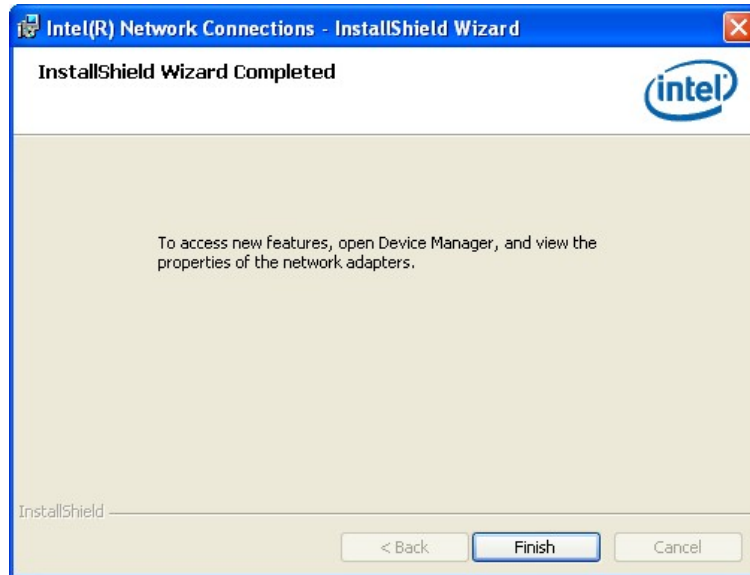 Intel(R) Network Connections - InstallShield Wizard
InstallShield Wizard Completed
intel
To access new features, open Device Manager, and view the
properties of the network adapters.
InstallShield
< Back
Finish
Cancel